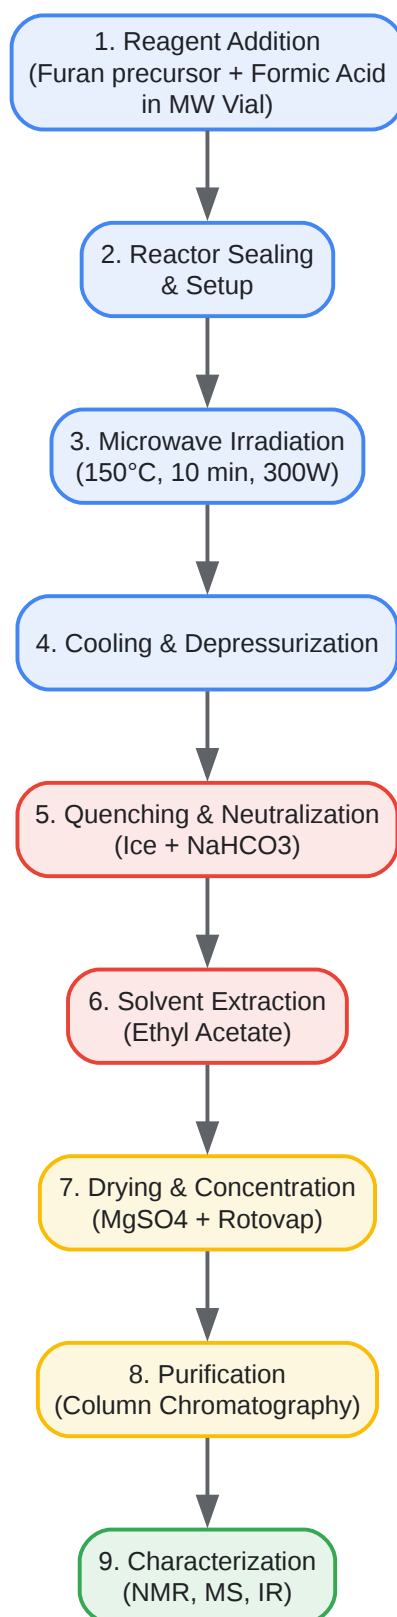 1. Reagent Addition
(Furan precursor + Formic Acid
in MW Vial)
2. Reactor Sealing
& Setup
3. Microwave Irradiation
(150°C, 10 min, 300W)
4. Cooling & Depressurization
5. Quenching & Neutralization
(Ice + NaHCO3)
6. Solvent Extraction
(Ethyl Acetate)
7. Drying & Concentration
(MgSO4 + Rotovap)
8. Purification
(Column Chromatography)
9. Characterization
(NMR, MS, IR)